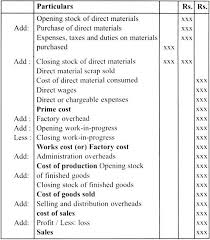 Particulars Rs. Rs.
Opening stock of direct materials xxx
Add : Purchase of direct materials xxx
Expenses, taxes and duties on materials
purchased xxx xxx
Add : Closing stock of direct materials xxx xxx
Direct material scrap sold xxx
Cost of direct material consumed xxx
Direct wages xxx
Direct or chargeable expenses xxx
Prime cost xxx
Add : Factory overhead xxx
Add : Opening work-in-progress xxx
Less : Closing work-in-progress xxx
Works cost (or) Factory cost xxx
Add : Administration overheads xxx
Cost of production Opening stock xxx
Add : of finished goods xxx
Closing stock of finished goods xxx
Cost of goods sold xxx
Add : Selling and distribution overheads xxx
cost of sales xxx
Add : Profit / Less: loss xxx
Sales xxx